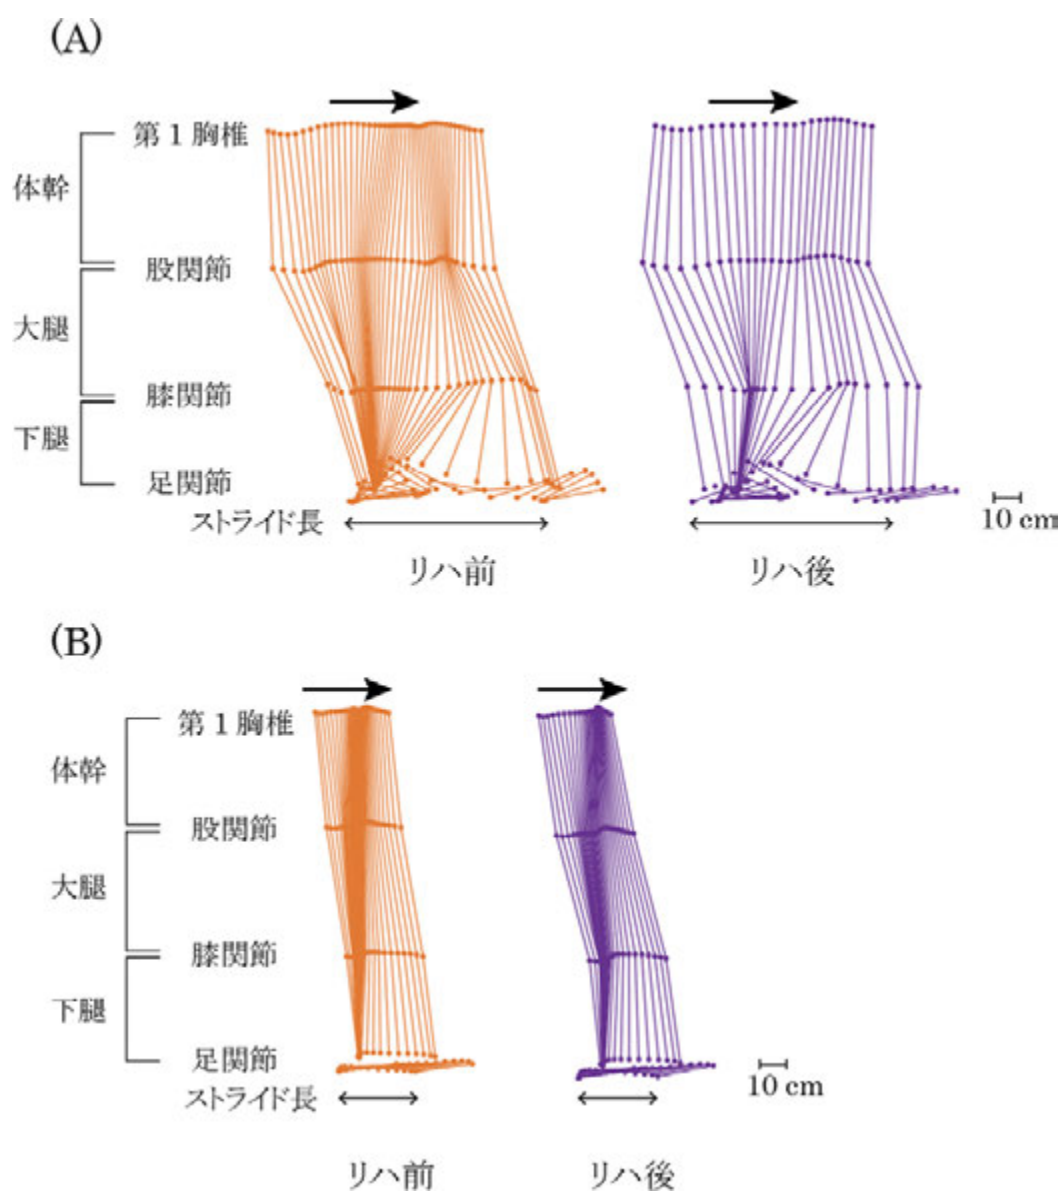 (A)
第1胸椎
体幹
股関節
大腿
膝関節
下腿
足関節
ストライド長
10 cm
リハ前
リハ後
(B)
第1胸椎
体幹
股関節
大腿
膝関節
下腿
足関節
ストライド長
10 cm
リハ前
リハ後